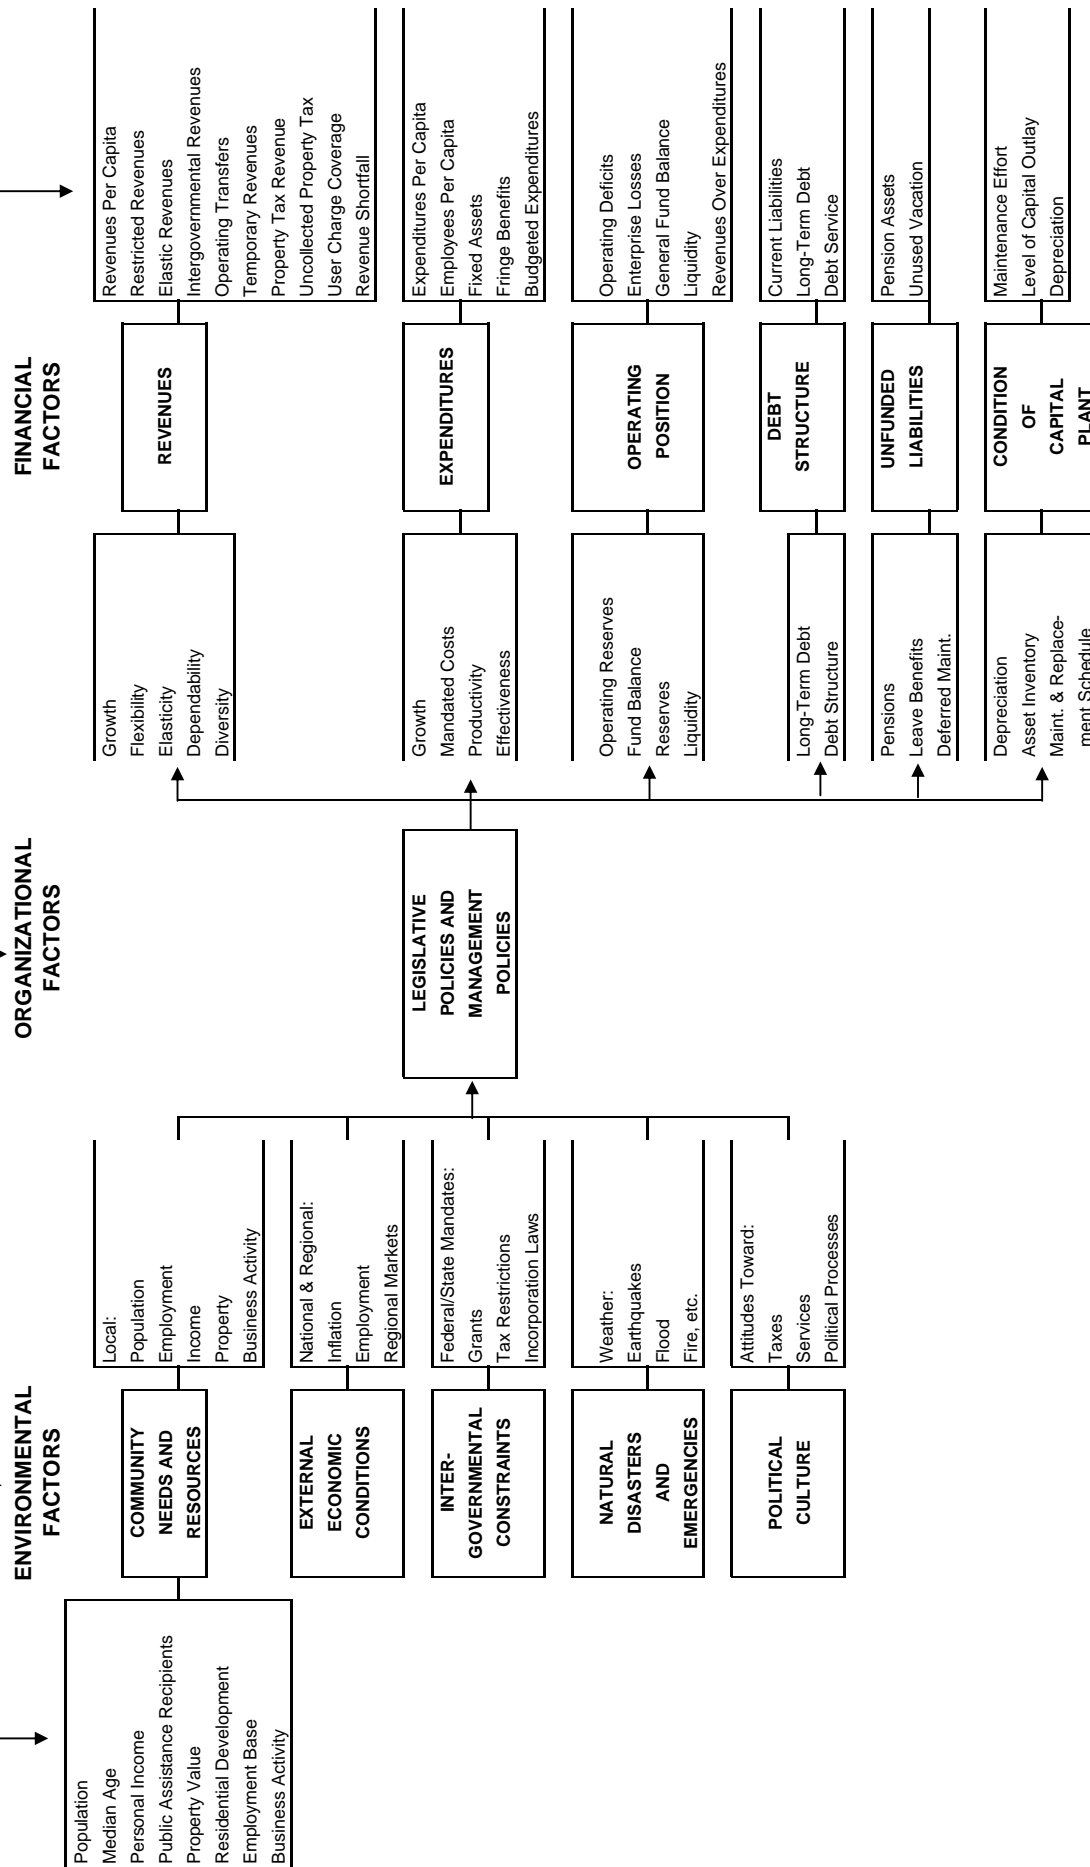 ENVIRONMENTAL
FACTORS
ORGANIZATIONAL
FACTORS
FINANCIAL
FACTORS
Population
Median Age
Personal Income
Public Assistance Recipients
Property Value
Residential Development
Employment Base
Business Activity
COMMUNITY
NEEDS AND
RESOURCES
Local:
Population
Employment
Income
Property
Business Activity
EXTERNAL
ECONOMIC
CONDITIONS
National & Regional:
Inflation
Employment
Regional Markets
INTER-
GOVERNMENTAL
CONSTRAINTS
Federal/State Mandates:
Grants
Tax Restrictions
Incorporation Laws
NATURAL
DISASTERS
AND
EMERGENCIES
Weather:
Earthquakes
Flood
Fire, etc.
POLITICAL
CULTURE
Attitudes Toward:
Taxes
Services
Political Processes
LEGISLATIVE
POLICIES AND
MANAGEMENT
POLICIES
Growth
Flexibility
Elasticity
Dependability
Diversity
REVENUES
Revenues Per Capita
Restricted Revenues
Elastic Revenues
Intergovernmental Revenues
Operating Transfers
Temporary Revenues
Property Tax Revenue
Uncollected Property Tax
User Charge Coverage
Revenue Shortfall
Growth
Mandated Costs
Productivity
Effectiveness
EXPENDITURES
Expenditures Per Capita
Employees Per Capita
Fixed Assets
Fringe Benefits
Budgeted Expenditures
Operating Reserves
Fund Balance
Reserves
Liquidity
OPERATING
POSITION
Operating Deficits
Enterprise Losses
General Fund Balance
Liquidity
Revenues Over Expenditures
Long-Term Debt
Debt Structure
DEBT
STRUCTURE
Current Liabilities
Long-Term Debt
Debt Service
Pensions
Leave Benefits
Deferred Maint.
UNFUNDED
LIABILITIES
Pension Assets
Unused Vacation
Depreciation
Asset Inventory
Maint. & Replace-
ment Schedule
CONDITION
OF
CAPITAL
PLANT
Maintenance Effort
Level of Capital Outlay
Depreciation